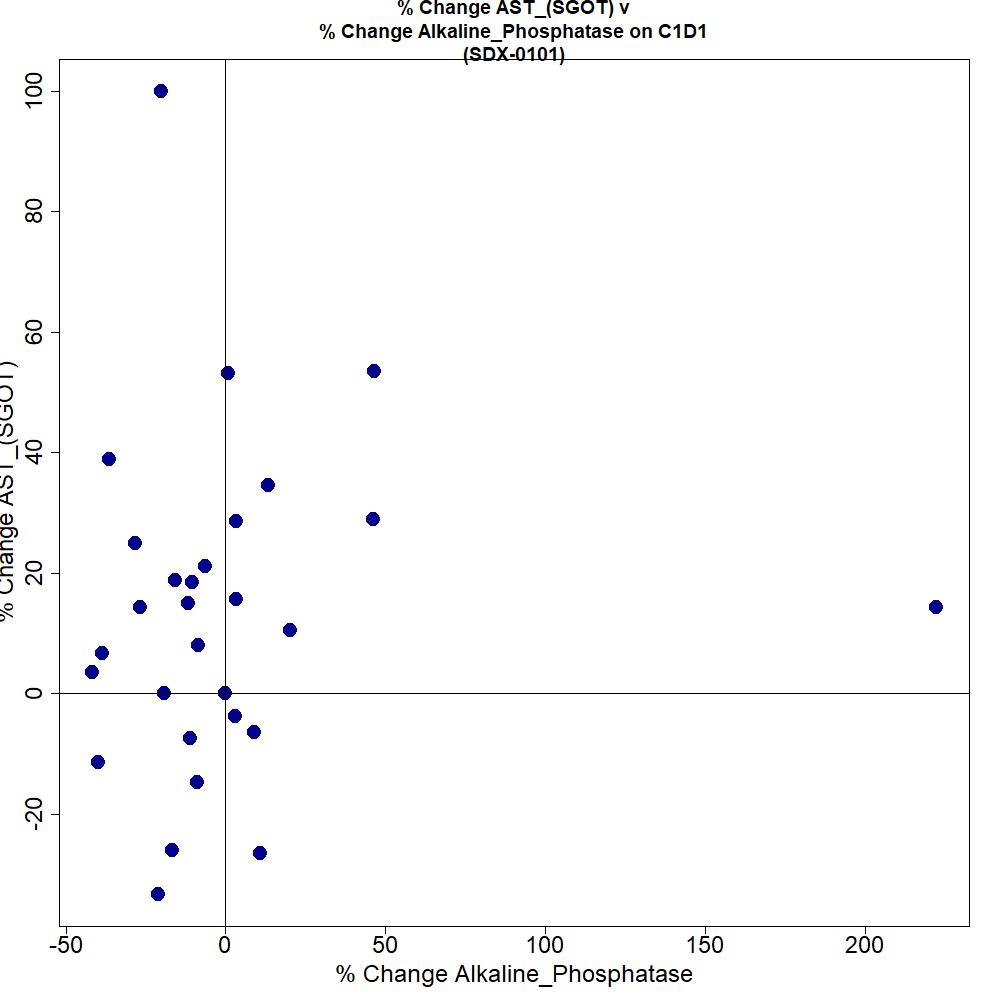 % Change AST_(SGOT) v
% Change Alkaline_Phosphatase on C1D1
(SDX-0101)
% Change AST_(SGOT)
100
80
60
40
20
0
-20
-50 0 50 100 150 200
% Change Alkaline_Phosphatase